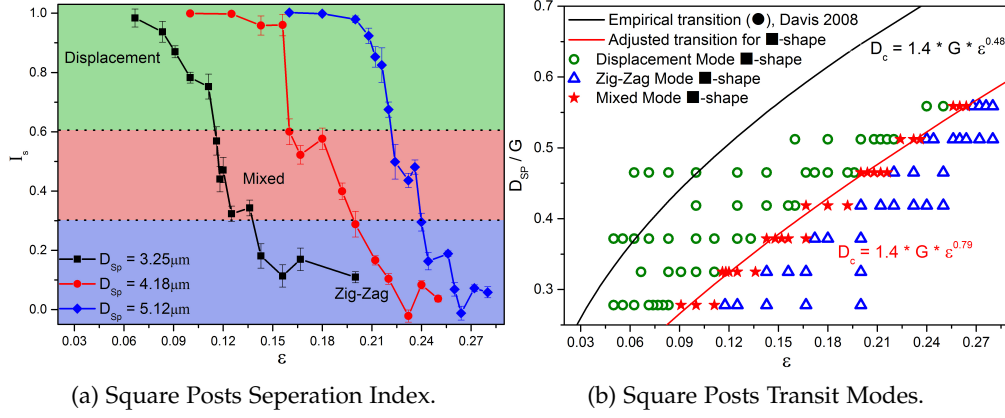 1.0
0.8
0.6
0.4
0.2
0.0
I_s
Displacement
Mixed
Zig-Zag
D_Sp = 3.25µm
D_Sp = 4.18µm
D_Sp = 5.12µm
0.03 0.06 0.09 0.12 0.15 0.18 0.21 0.24 0.27
ε
(a) Square Posts Seperation Index.
0.7
0.6
0.5
0.4
0.3
D_SP / G
Empirical transition (●), Davis 2008
Adjusted transition for ■-shape
Displacement Mode ■-shape
Zig-Zag Mode ■-shape
Mixed Mode ■-shape
D_c = 1.4 * G * ε^0.48
D_c = 1.4 * G * ε^0.79
0.03 0.06 0.09 0.12 0.15 0.18 0.21 0.24 0.27
ε
(b) Square Posts Transit Modes.